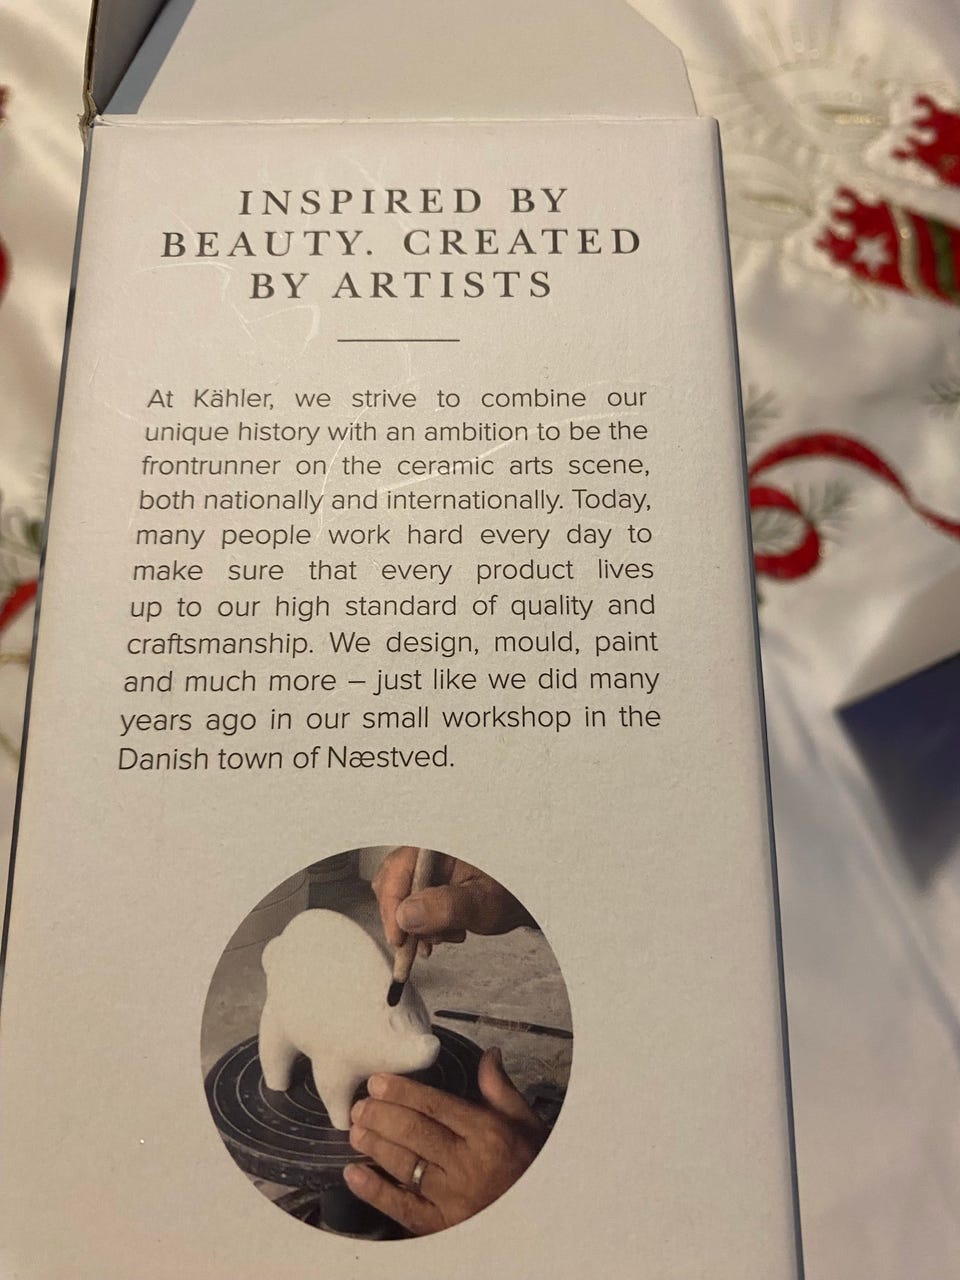 INSPIRED BY
BEAUTY. CREATED
BY ARTISTS
At Kähler, we strive to combine our
unique history with an ambition to be the
frontrunner on the ceramic arts scene,
both nationally and internationally. Today,
many people work hard every day to
make sure that every product lives
up to our high standard of quality and
craftsmanship. We design, mould, paint
and much more – just like we did many
years ago in our small workshop in the
Danish town of Næstved.